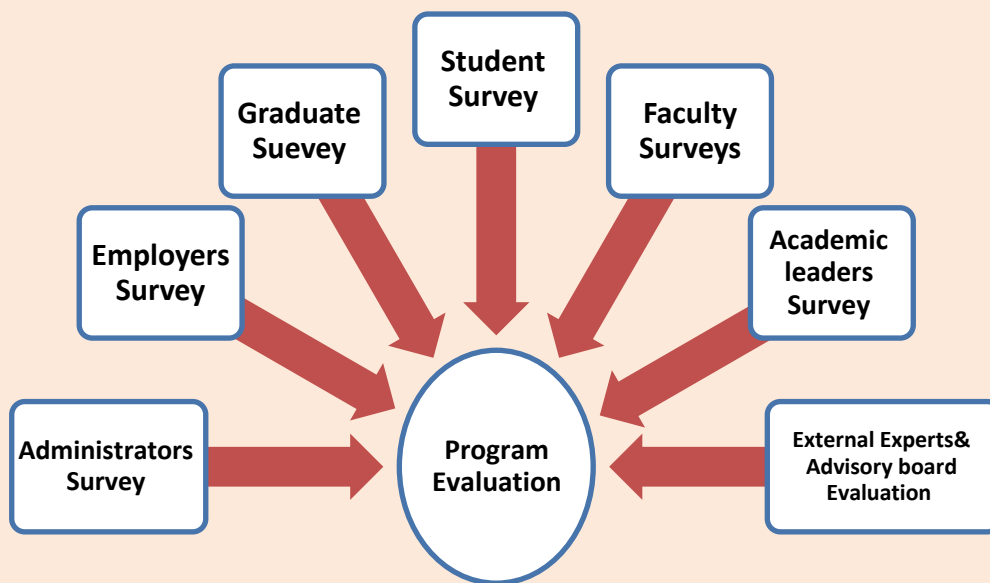 Student
Survey
Graduate
Suevey
Faculty
Surveys
Employers
Survey
Academic
leaders
Survey
Administrators
Survey
Program
Evaluation
External Experts&
Advisory board
Evaluation